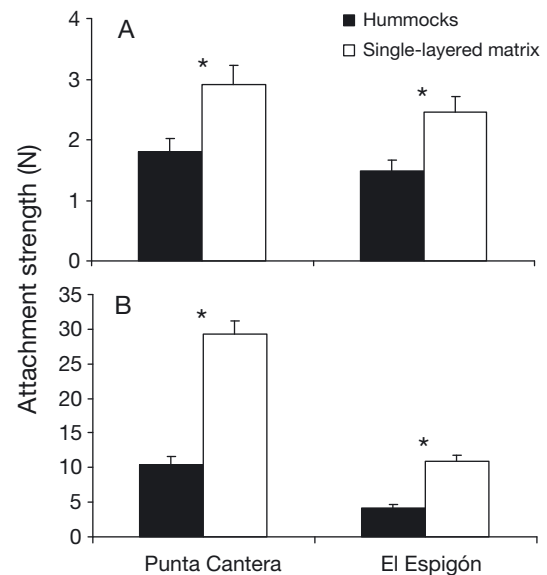 A
Hummocks
Single-layered matrix
4
3
2
1
0
*
*
Attachment strength (N)
B
35
30
25
20
15
10
5
0
*
*
Punta Cantera
El Espigón